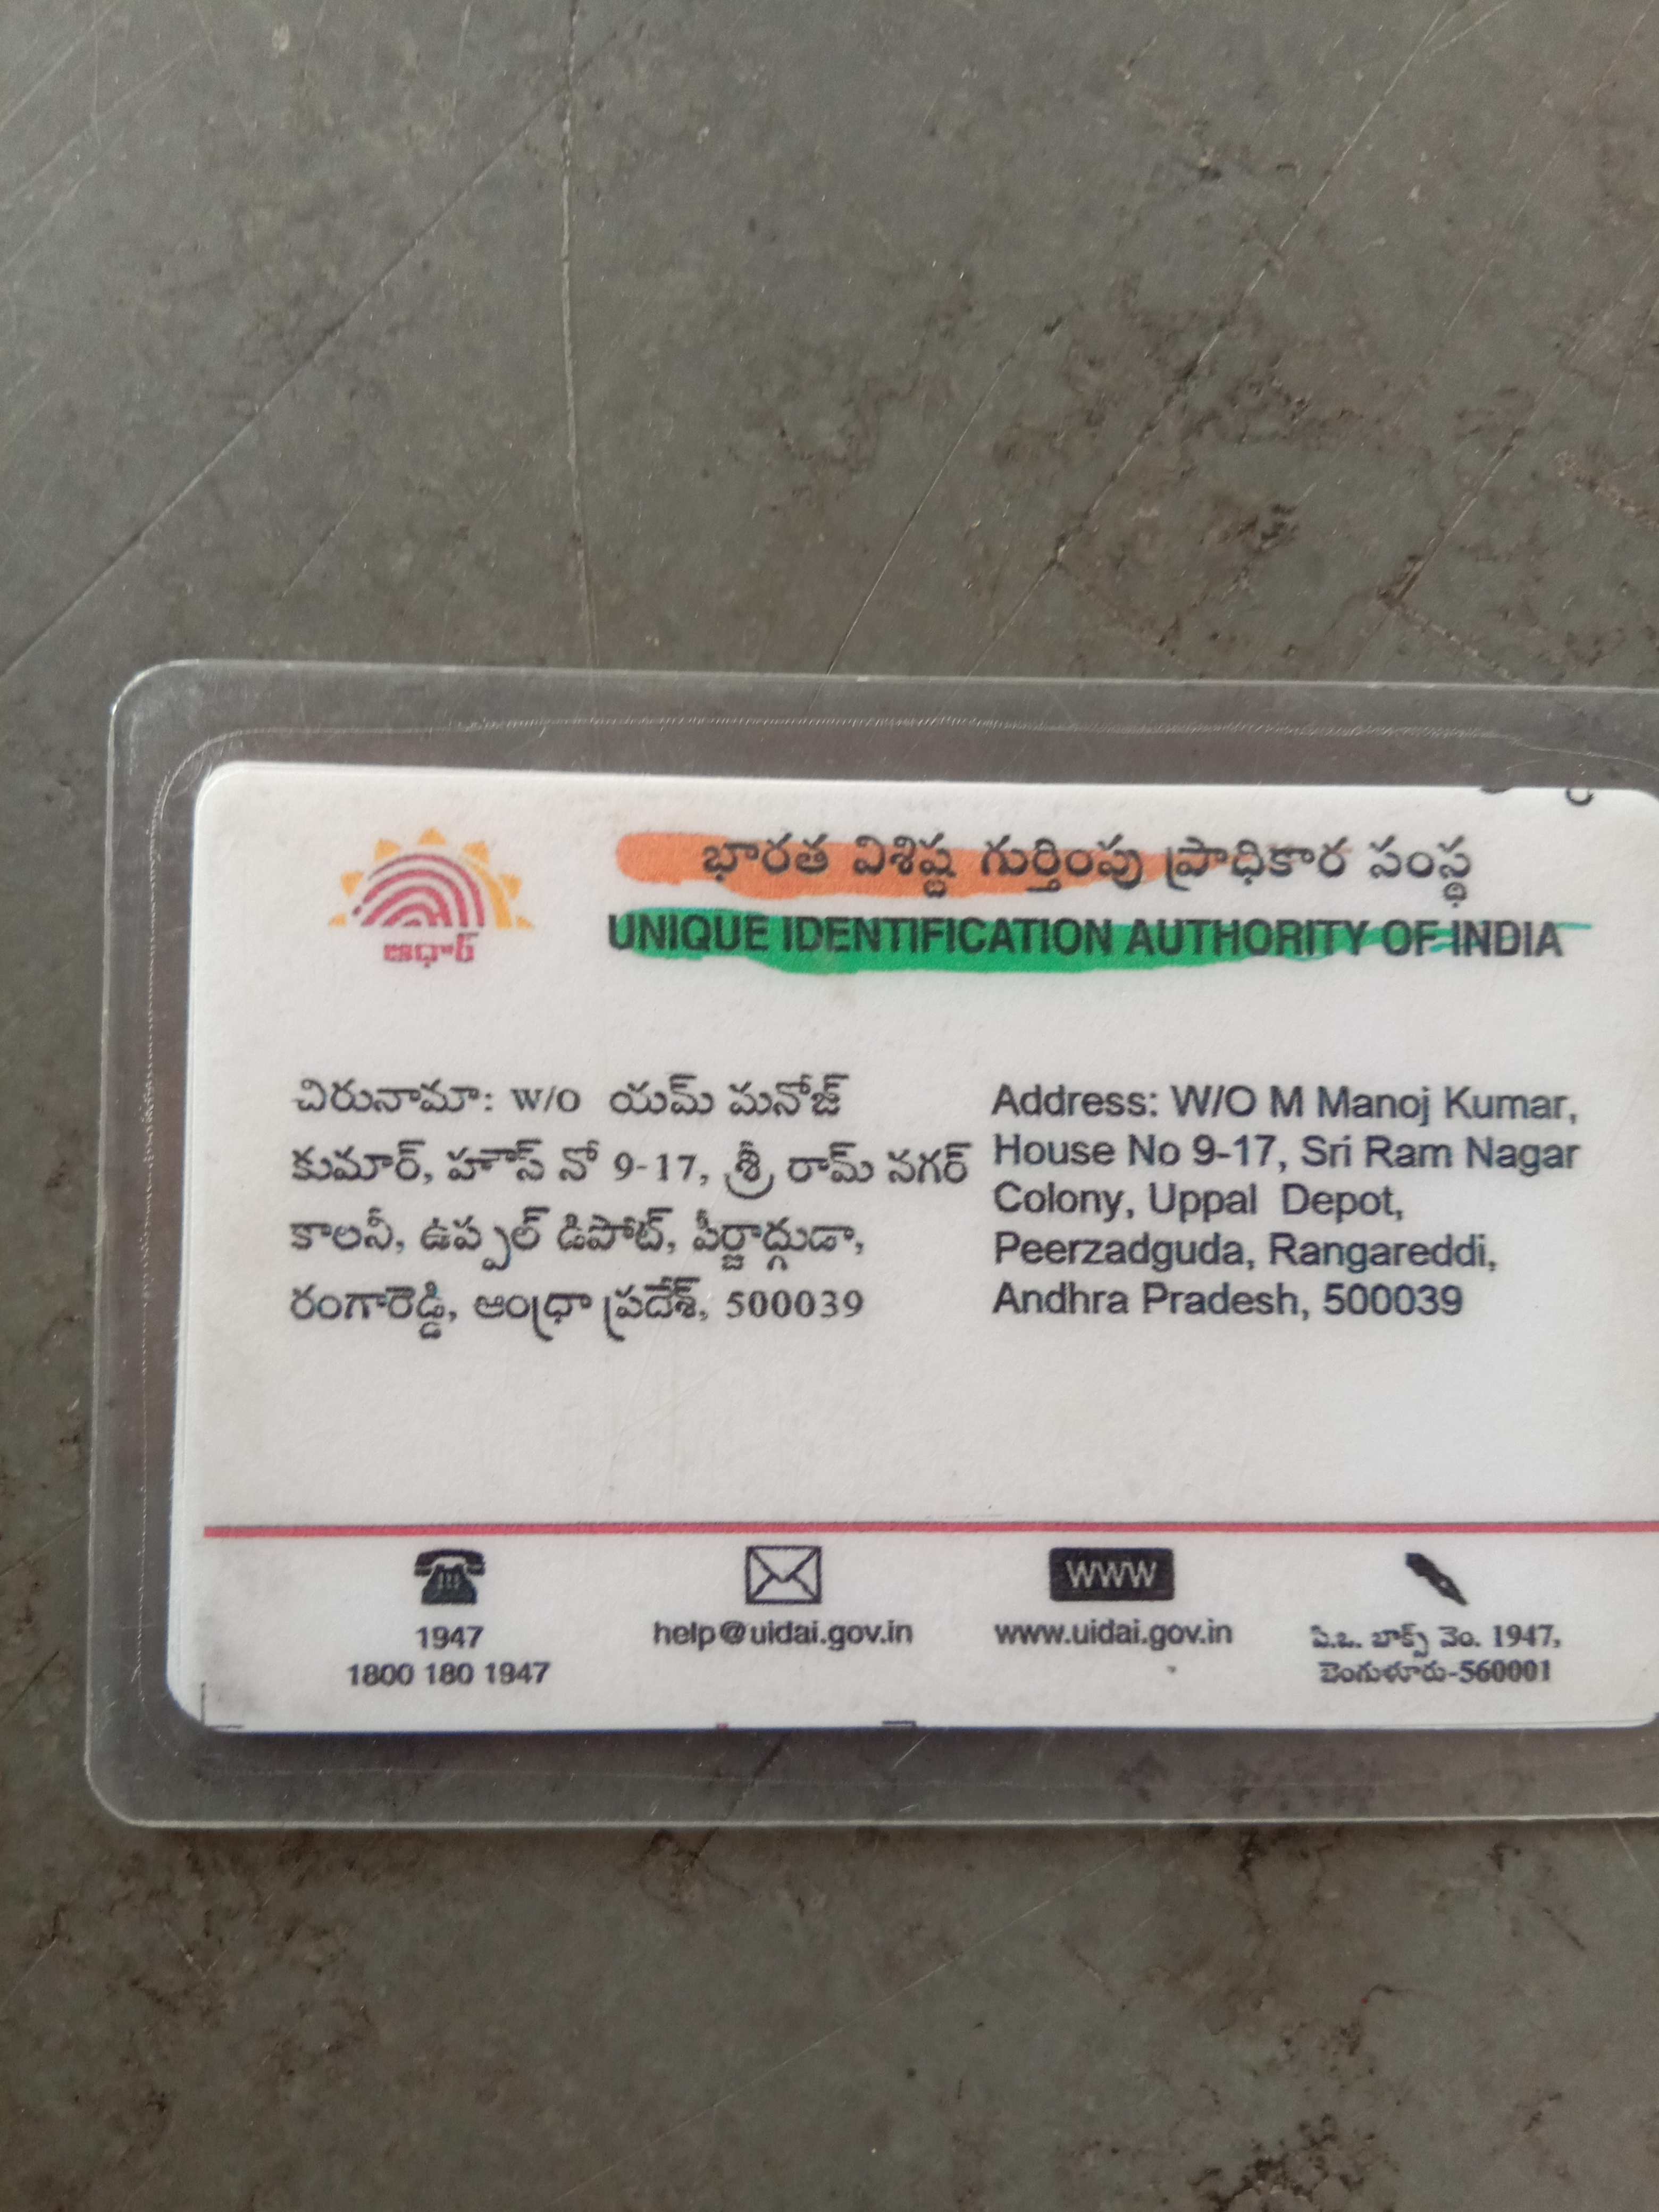 ఆధార్
భారత విశిష్ట గుర్తింపు ప్రాధికార సంస్థ
UNIQUE IDENTIFICATION AUTHORITY OF INDIA
చిరునామా: W/O యమ్ మనోజ్
కుమార్, హౌస్ నో 9-17, శ్రీ రామ్ నగర్
కాలనీ, ఉప్పల్ డిపోట్, పీర్జాద్గుడా,
రంగారెడ్డి, ఆంధ్రా ప్రదేశ్, 500039
Address: W/O M Manoj Kumar,
House No 9-17, Sri Ram Nagar
Colony, Uppal Depot,
Peerzadguda, Rangareddi,
Andhra Pradesh, 500039
1947
1800 180 1947
help@uidai.gov.in
WWW
www.uidai.gov.in
పి.ఒ. బాక్స్ నెం. 1947,
బెంగుళూరు-560001